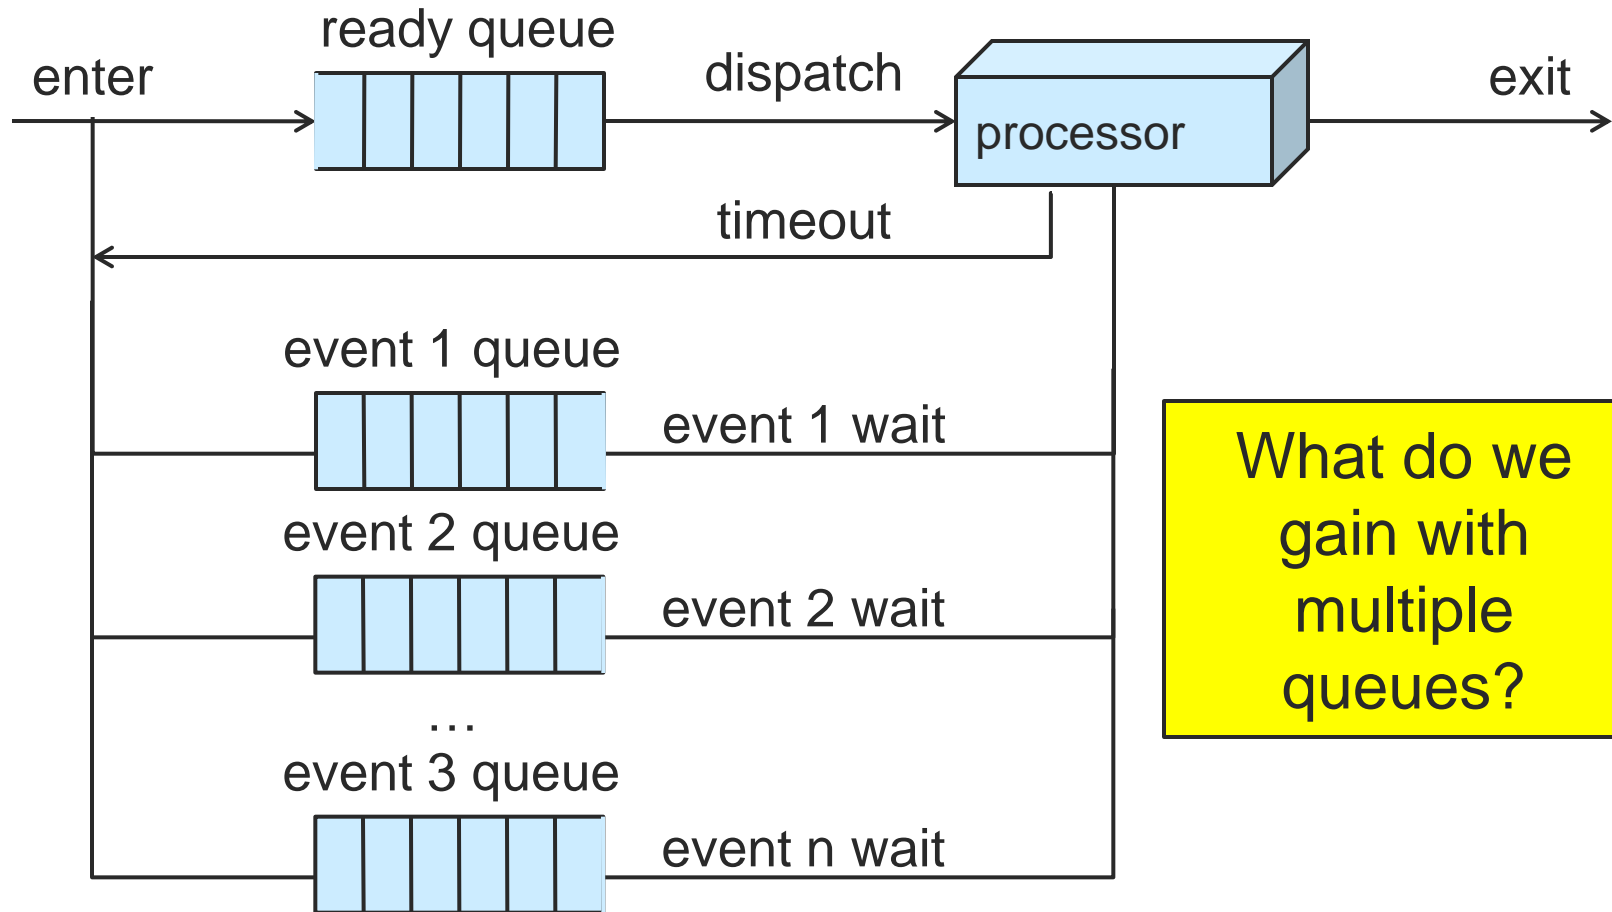 ready queue
enter
dispatch
exit
processor
timeout
event 1 queue
event 1 wait
event 2 queue
event 2 wait
…
event 3 queue
event n wait
What do we
gain with
multiple
queues?